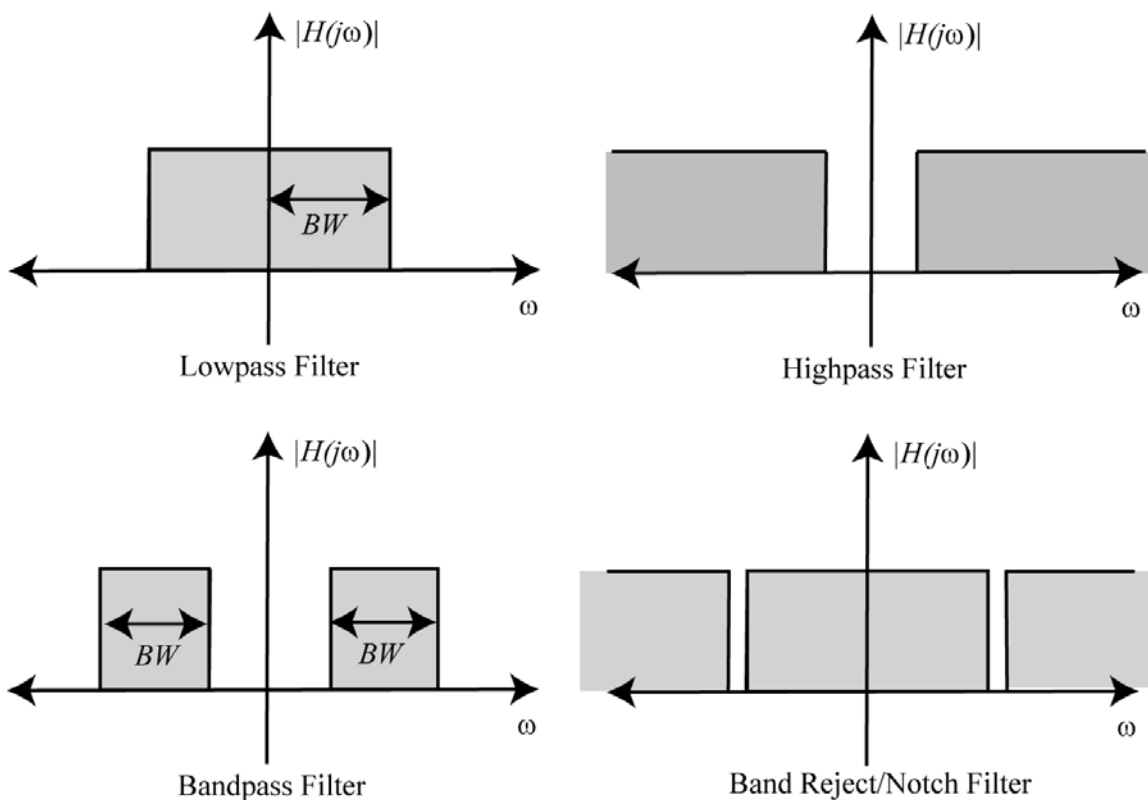 |H(jω)|
BW
ω
Lowpass Filter
|H(jω)|
ω
Highpass Filter
|H(jω)|
BW
BW
ω
Bandpass Filter
|H(jω)|
ω
Band Reject/Notch Filter